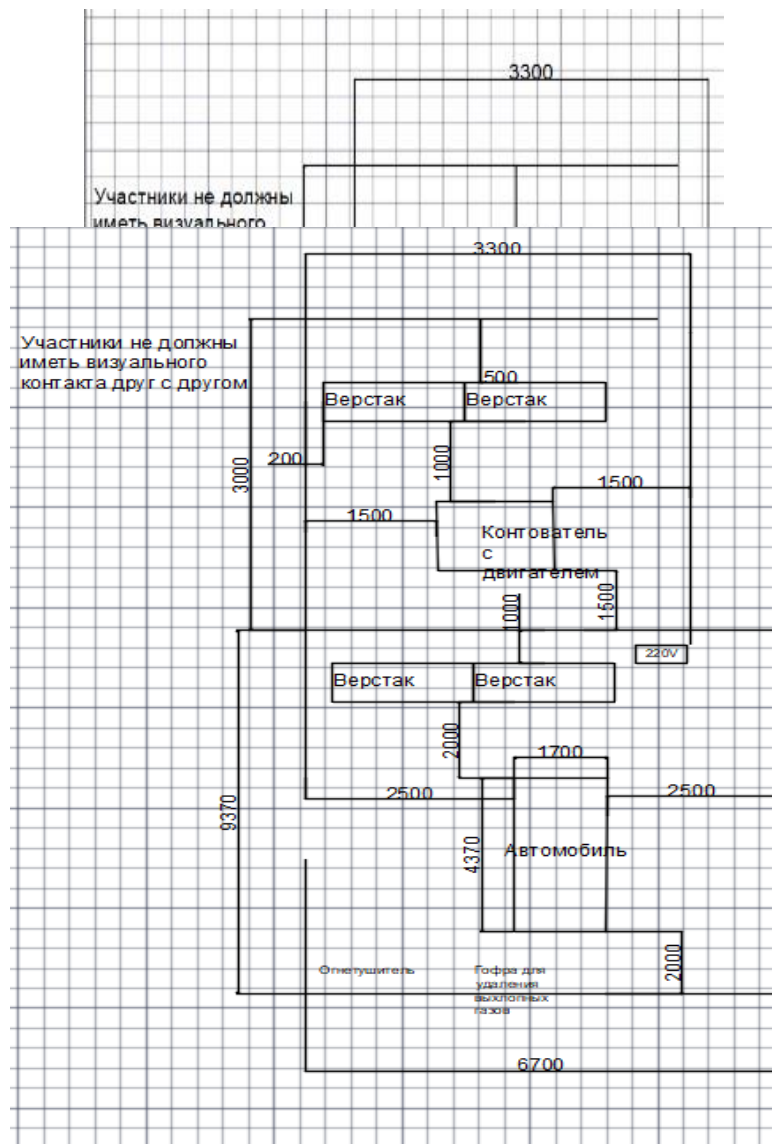 3300
Участники не должны
иметь визуального
3300
Участники не должны
иметь визуального
контакта друг с другом
500
Верстак
Верстак
200
1000
3000
1500
1500
Контователь
с
двигателем
1000
1500
220V
Верстак
Верстак
2000
1700
2500
2500
9370
4370
Автомобиль
Огнетушитель
Гофра для
удаления
выхлопных
газов
2000
6700